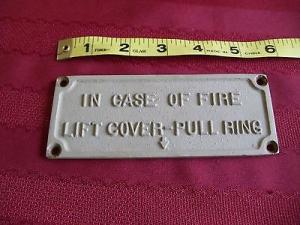 1 2 3 4 5 6
IN CASE OF FIRE
LIFT COVER-PULL RING